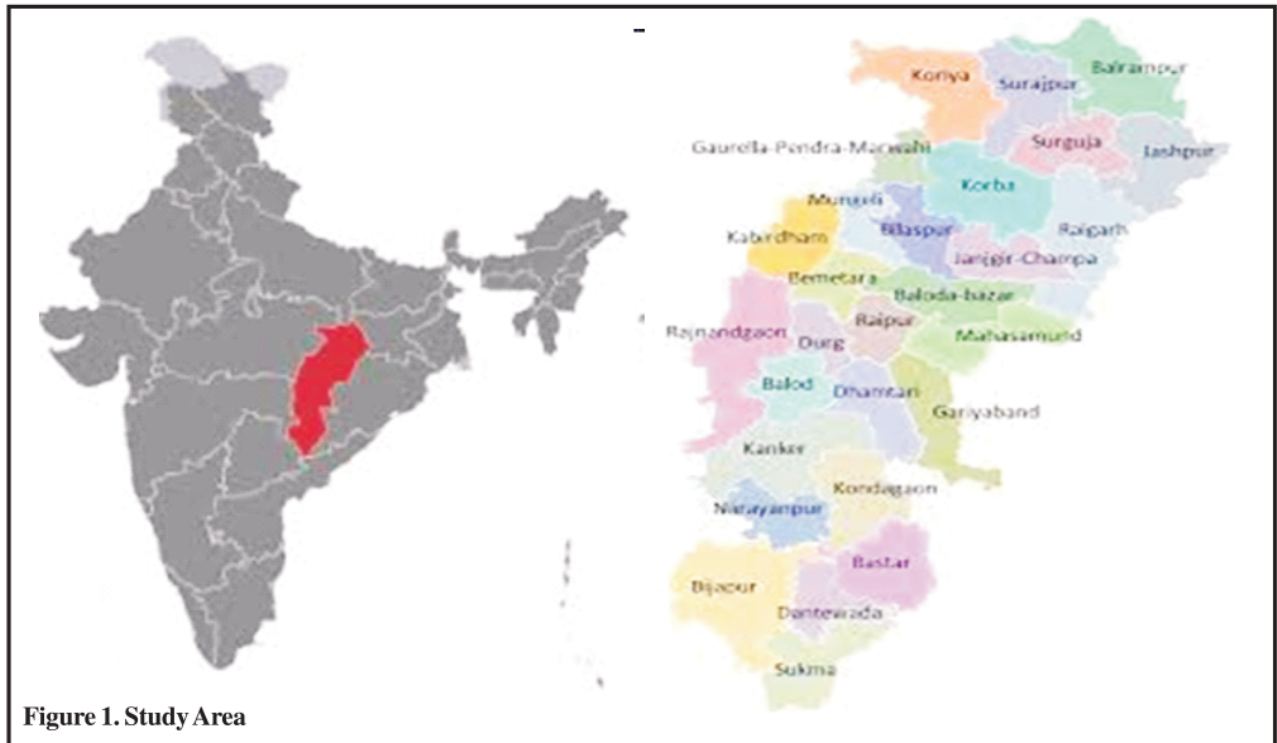 Koriya
Surajpur
Balrampur
Gaurella-Pendra-Marwahi
Surguja
Jashpur
Korba
Mungeli
Bilaspur
Raigarh
Kabirdham
Janjgir-Champa
Bemetara
Baloda-bazar
Rajnandgaon
Durg
Raipur
Mahasamund
Balod
Dhamtari
Gariyaband
Kanker
Kondagaon
Narayanpur
Bastar
Bijapur
Dantewada
Sukma
Figure 1. Study Area